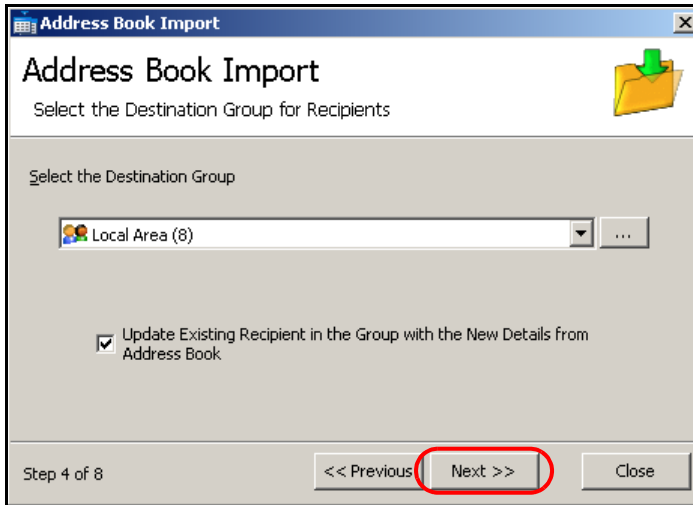 Address Book Import
Address Book Import
Select the Destination Group for Recipients
Select the Destination Group
Local Area (8)
...
Update Existing Recipient in the Group with the New Details from
Address Book
Step 4 of 8
<< Previous
Next >>
Close